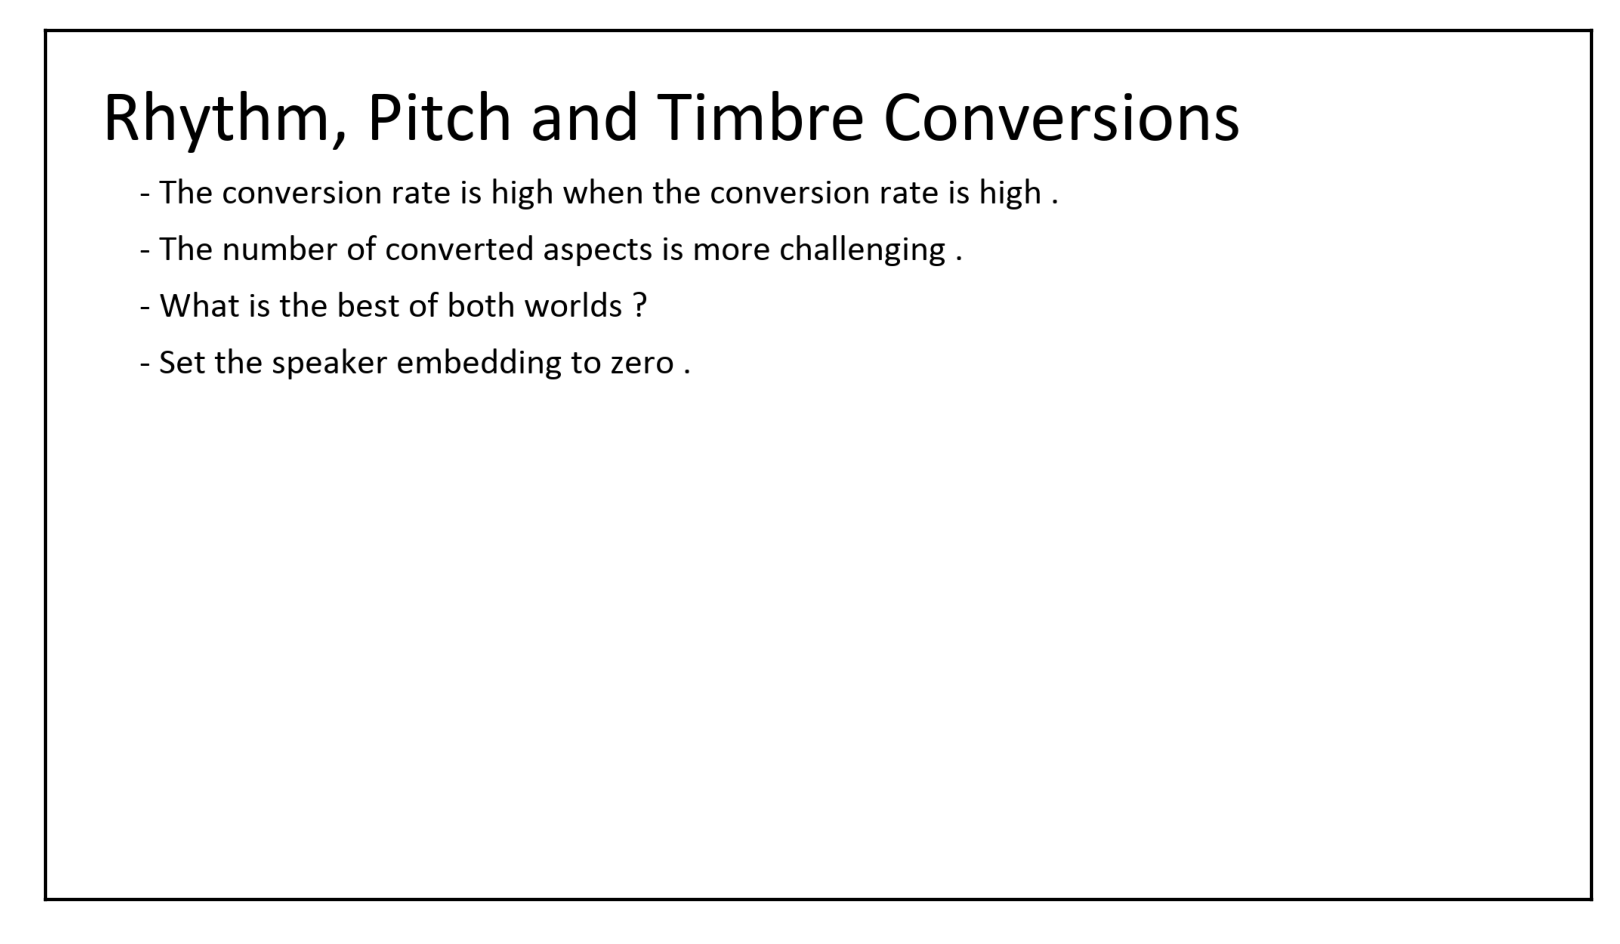 Rhythm, Pitch and Timbre Conversions
- The conversion rate is high when the conversion rate is high .
- The number of converted aspects is more challenging .
- What is the best of both worlds ?
- Set the speaker embedding to zero .